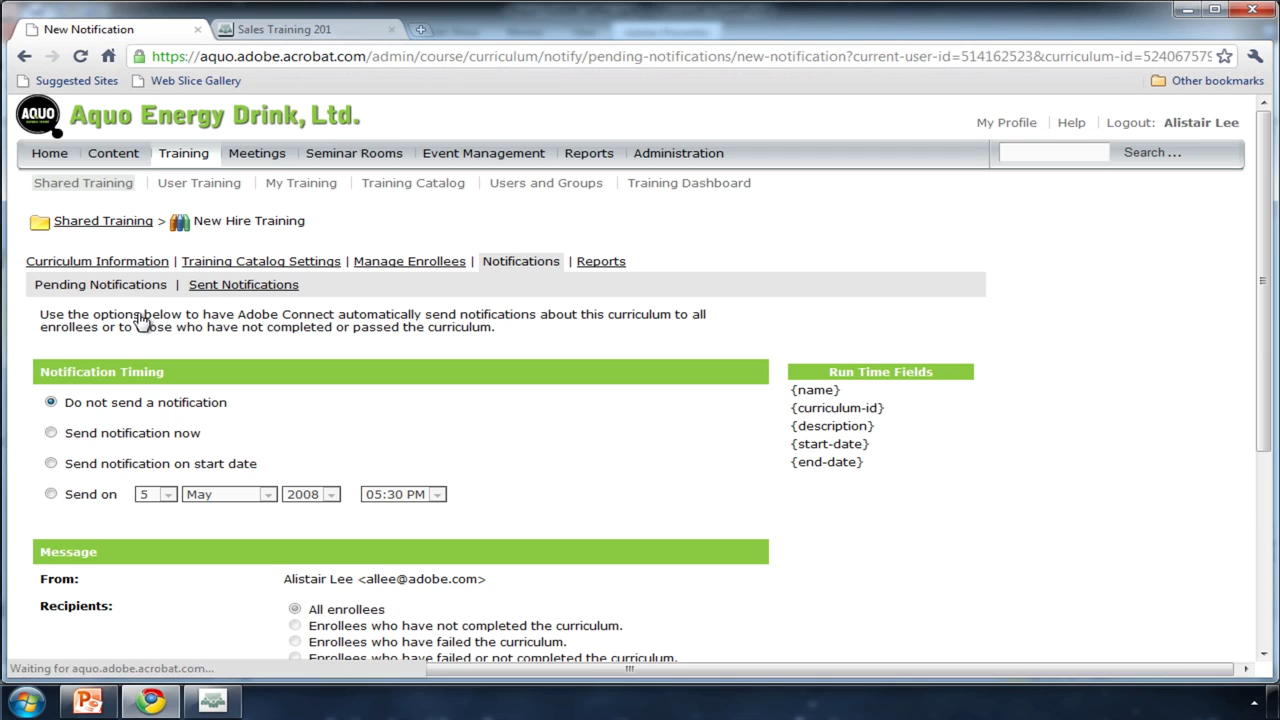 New Notification
Sales Training 201
https://aquo.adobe.acrobat.com/admin/course/curriculum/notify/pending-notifications/new-notification?current-user-id=514162523&curriculum-id=52406757
Suggested Sites
Web Slice Gallery
Other bookmarks
AQUO
Aquo Energy Drink, Ltd.
My Profile | Help | Logout: Alistair Lee
Home Content Training Meetings Seminar Rooms Event Management Reports Administration Search ...
Shared Training | User Training | My Training | Training Catalog | Users and Groups | Training Dashboard
Shared Training > New Hire Training
Curriculum Information | Training Catalog Settings | Manage Enrollees | Notifications | Reports
Pending Notifications | Sent Notifications
Use the options below to have Adobe Connect automatically send notifications about this curriculum to all
enrollees or to those who have not completed or passed the curriculum.
Notification Timing
Do not send a notification
Send notification now
Send notification on start date
Send on 5 May 2008 05:30 PM
Run Time Fields
{name}
{curriculum-id}
{description}
{start-date}
{end-date}
Message
From: Alistair Lee <allee@adobe.com>
Recipients: All enrollees
Enrollees who have not completed the curriculum.
Enrollees who have failed the curriculum.
Enrollees who have failed or not completed the curriculum.
Waiting for aquo.adobe.acrobat.com...